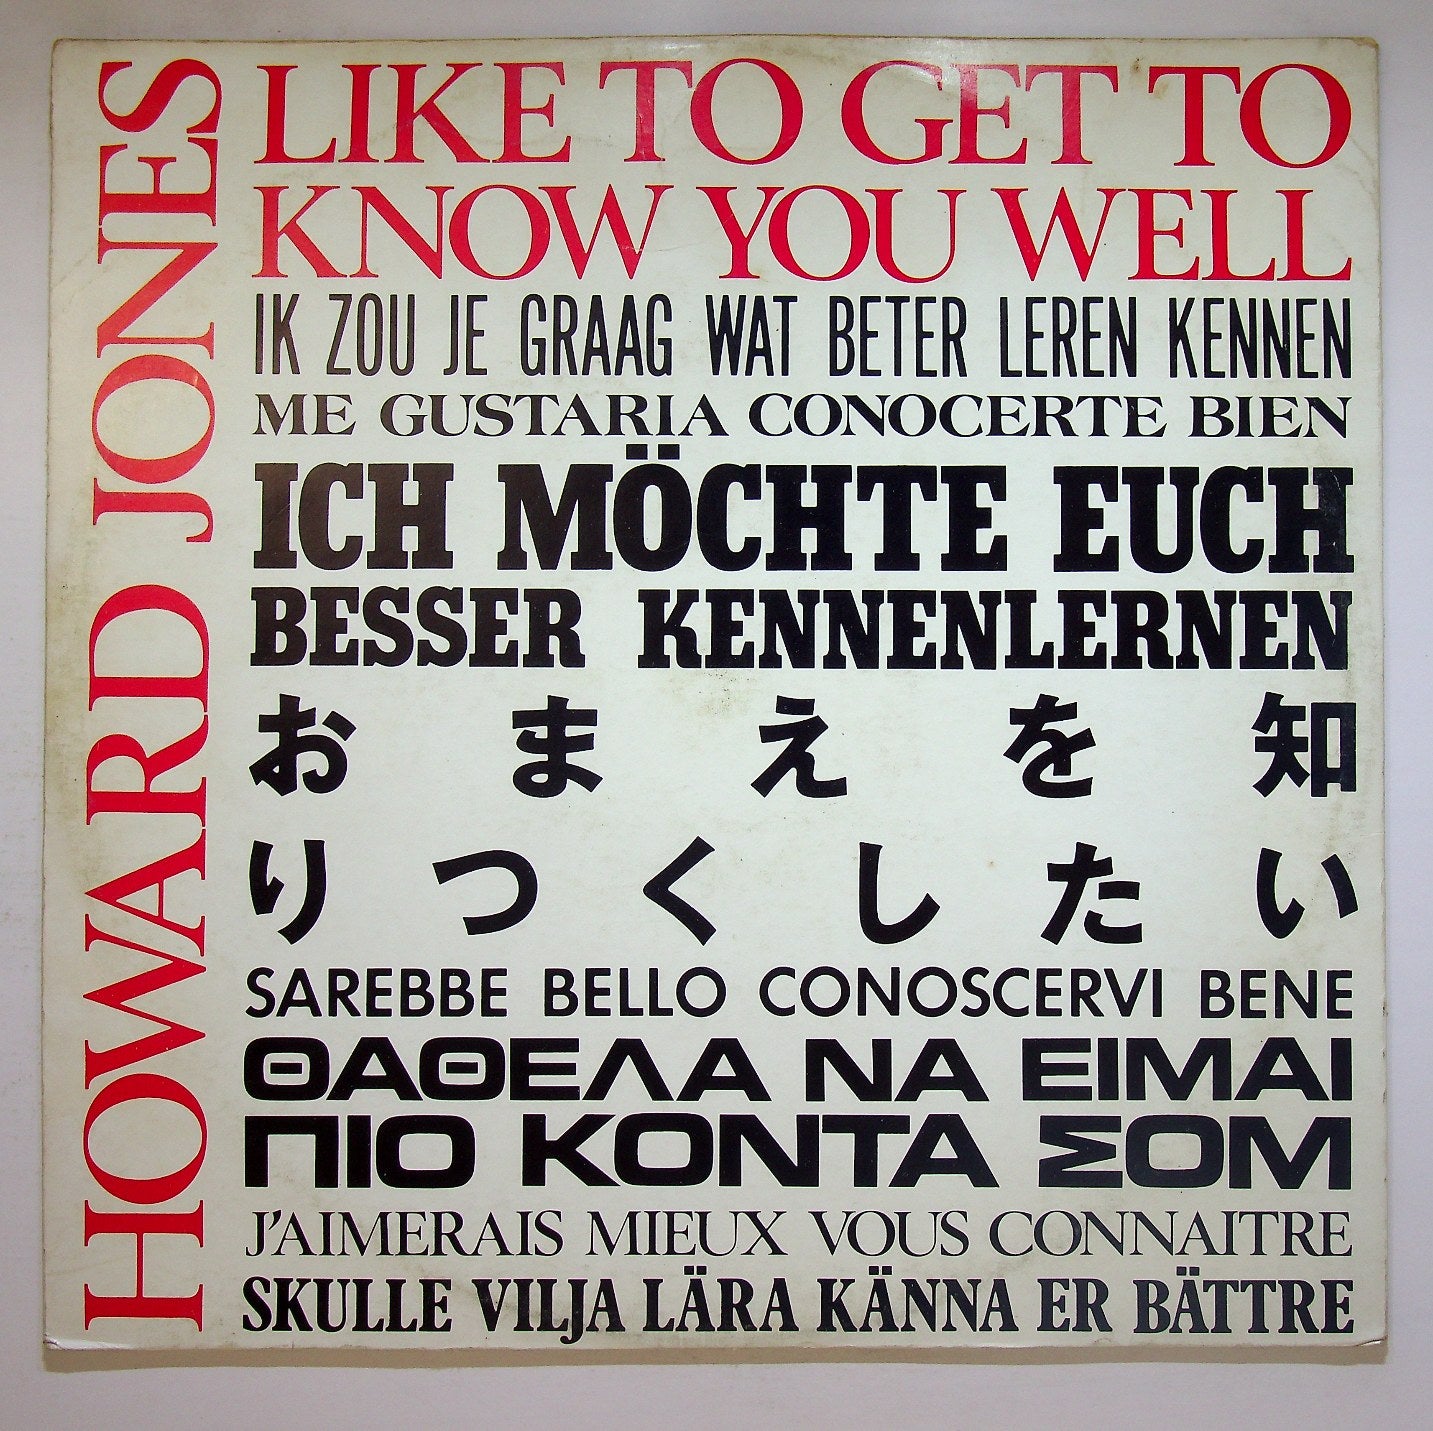 HOWARD JONES
LIKE TO GET TO
KNOW YOU WELL
IK ZOU JE GRAAG WAT BETER LEREN KENNEN
ME GUSTARIA CONOCERTE BIEN
ICH MÖCHTE EUCH
BESSER KENNENLERNEN
おまえを知
りつくしたい
SAREBBE BELLO CONOSCERVI BENE
ΘΑΘΕΛΑ ΝΑ ΕΙΜΑΙ
ΠΙΟ ΚΟΝΤΑ ΣΟΜ
J'AIMERAIS MIEUX VOUS CONNAITRE
SKULLE VILJA LÄRA KÄNNA ER BÄTTRE